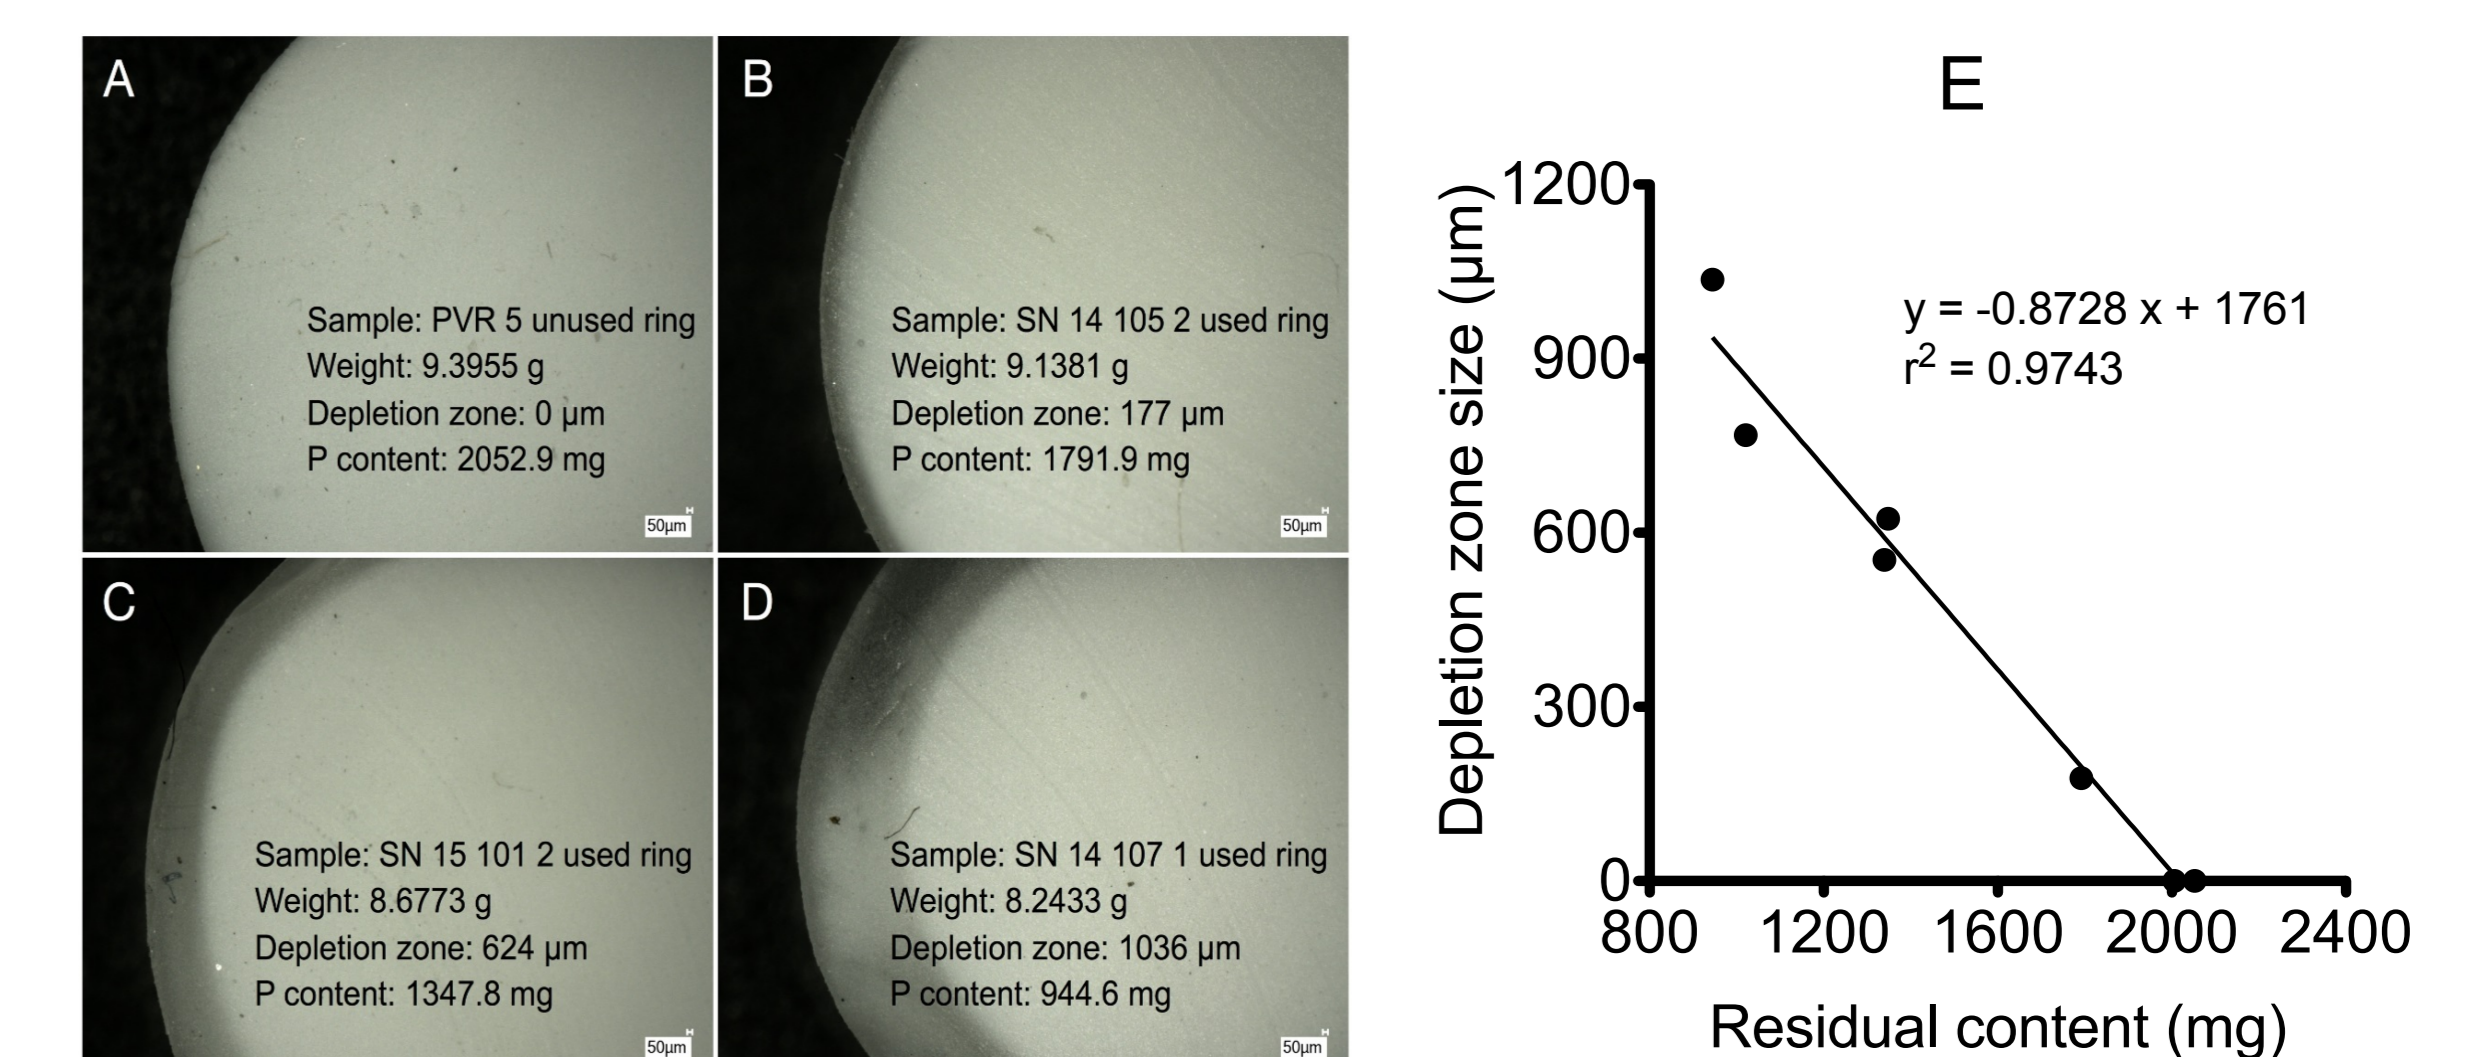 A
Sample: PVR 5 unused ring
Weight: 9.3955 g
Depletion zone: 0 µm
P content: 2052.9 mg
50µm
B
Sample: SN 14 105 2 used ring
Weight: 9.1381 g
Depletion zone: 177 µm
P content: 1791.9 mg
50µm
C
Sample: SN 15 101 2 used ring
Weight: 8.6773 g
Depletion zone: 624 µm
P content: 1347.8 mg
50µm
D
Sample: SN 14 107 1 used ring
Weight: 8.2433 g
Depletion zone: 1036 µm
P content: 944.6 mg
50µm
E
Depletion zone size (µm)
1200
900
600
300
0
y = -0.8728 x + 1761
r² = 0.9743
800 1200 1600 2000 2400
Residual content (mg)